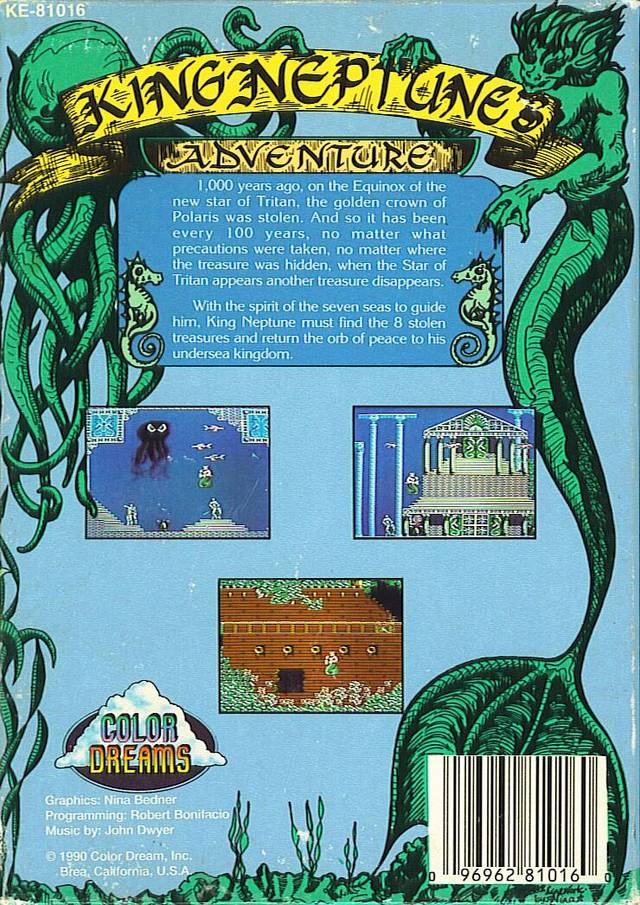 KE-81016
KING NEPTUNE'S
ADVENTURE
1,000 years ago, on the Equinox of the
new star of Tritan, the golden crown of
Polaris was stolen. And so it has been
every 100 years, no matter what
precautions were taken, no matter where
the treasure was hidden, when the Star of
Tritan appears another treasure disappears.
With the spirit of the seven seas to guide
him, King Neptune must find the 8 stolen
treasures and return the orb of peace to his
undersea kingdom.
COLOR
DREAMS
Graphics: Nina Bedner
Programming: Robert Bonifacio
Music by: John Dwyer
© 1990 Color Dream, Inc.
Brea, California, U.S.A.
0 96962 81016 0